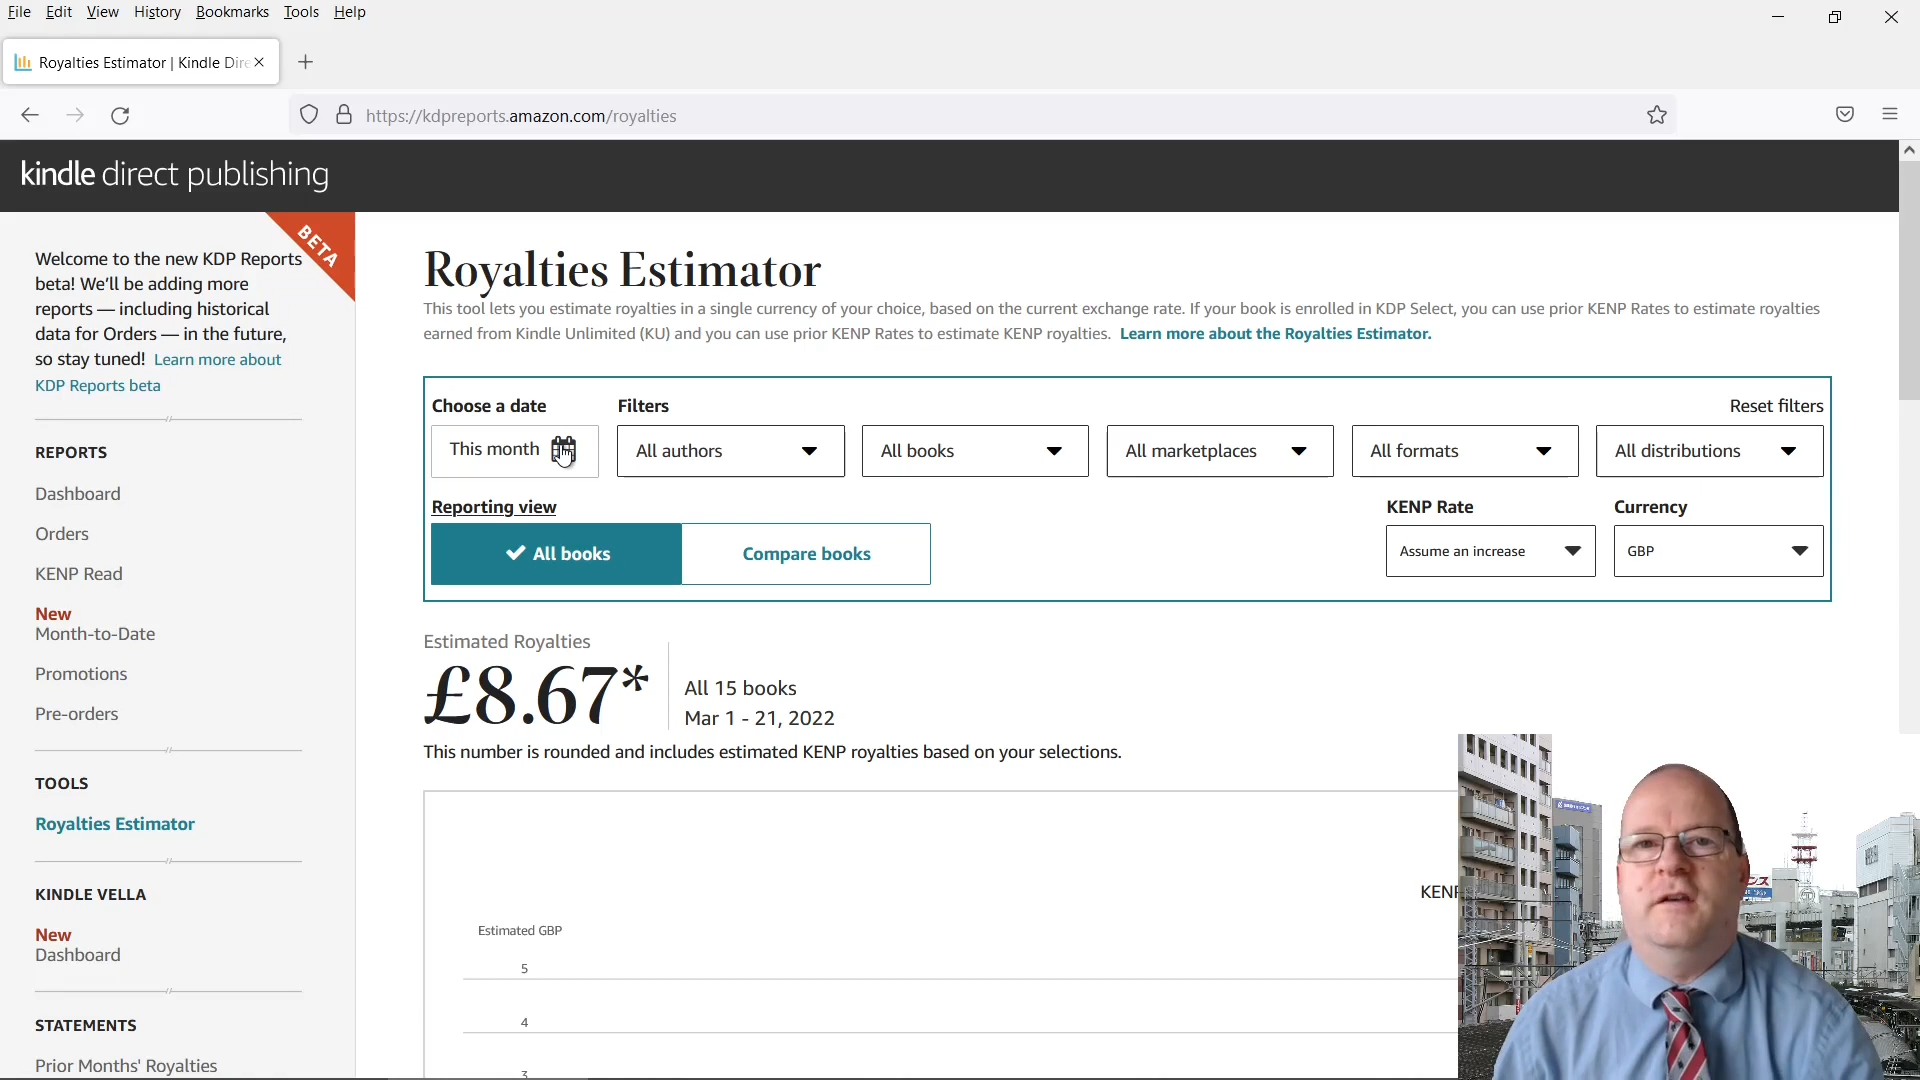 File Edit View History Bookmarks Tools Help
Royalties Estimator | Kindle Dire
https://kdpreports.amazon.com/royalties
kindle direct publishing
BETA
Welcome to the new KDP Reports
beta! We'll be adding more
reports — including historical
data for Orders — in the future,
so stay tuned! Learn more about
KDP Reports beta
REPORTS
Dashboard
Orders
KENP Read
New
Month-to-Date
Promotions
Pre-orders
TOOLS
Royalties Estimator
KINDLE VELLA
New
Dashboard
STATEMENTS
Prior Months' Royalties
Royalties Estimator
This tool lets you estimate royalties in a single currency of your choice, based on the current exchange rate. If your book is enrolled in KDP Select, you can use prior KENP Rates to estimate royalties
earned from Kindle Unlimited (KU) and you can use prior KENP Rates to estimate KENP royalties. Learn more about the Royalties Estimator.
Choose a date Filters Reset filters
This month All authors All books All marketplaces All formats All distributions
Reporting view KENP Rate Currency
All books Compare books Assume an increase GBP
Estimated Royalties
£8.67*
All 15 books
Mar 1 - 21, 2022
This number is rounded and includes estimated KENP royalties based on your selections.
KENP
Estimated GBP
5
4
3